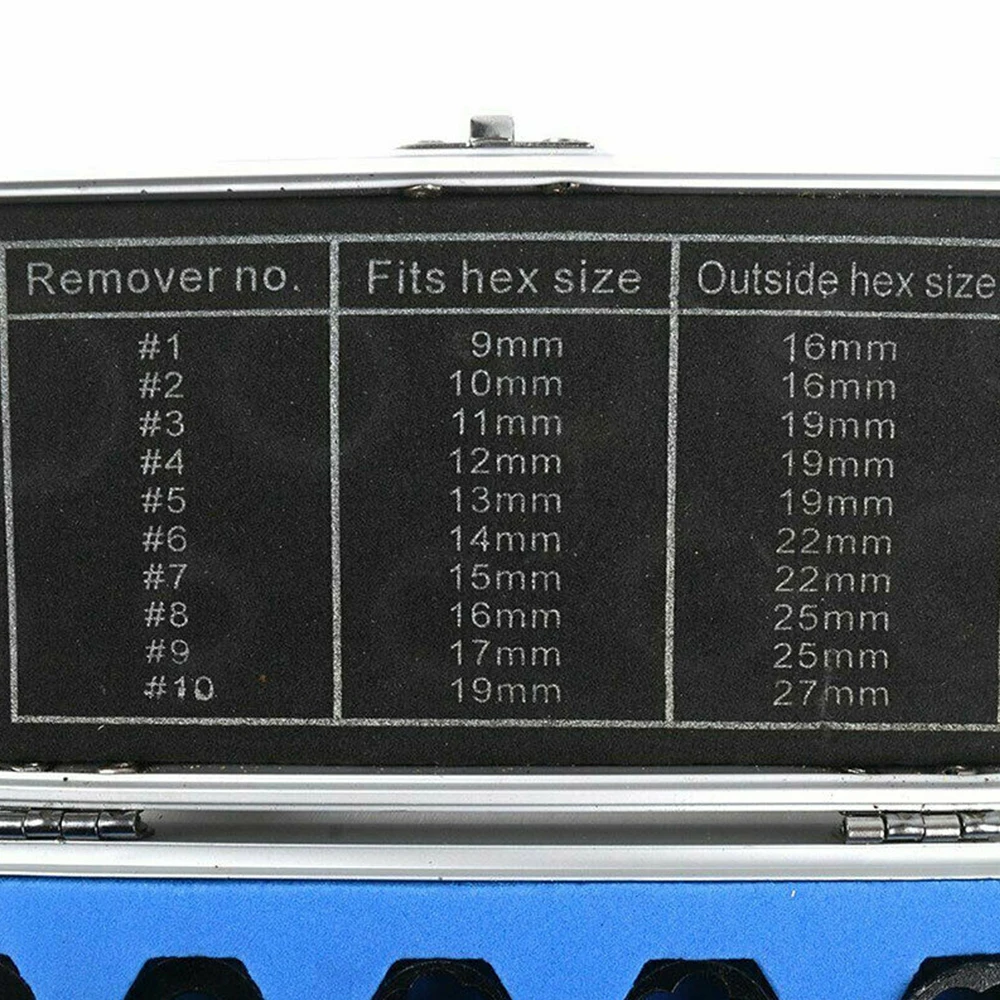 Remover no. Fits hex size Outside hex size
#1 9mm 16mm
#2 10mm 16mm
#3 11mm 19mm
#4 12mm 19mm
#5 13mm 19mm
#6 14mm 22mm
#7 15mm 22mm
#8 16mm 25mm
#9 17mm 25mm
#10 19mm 27mm